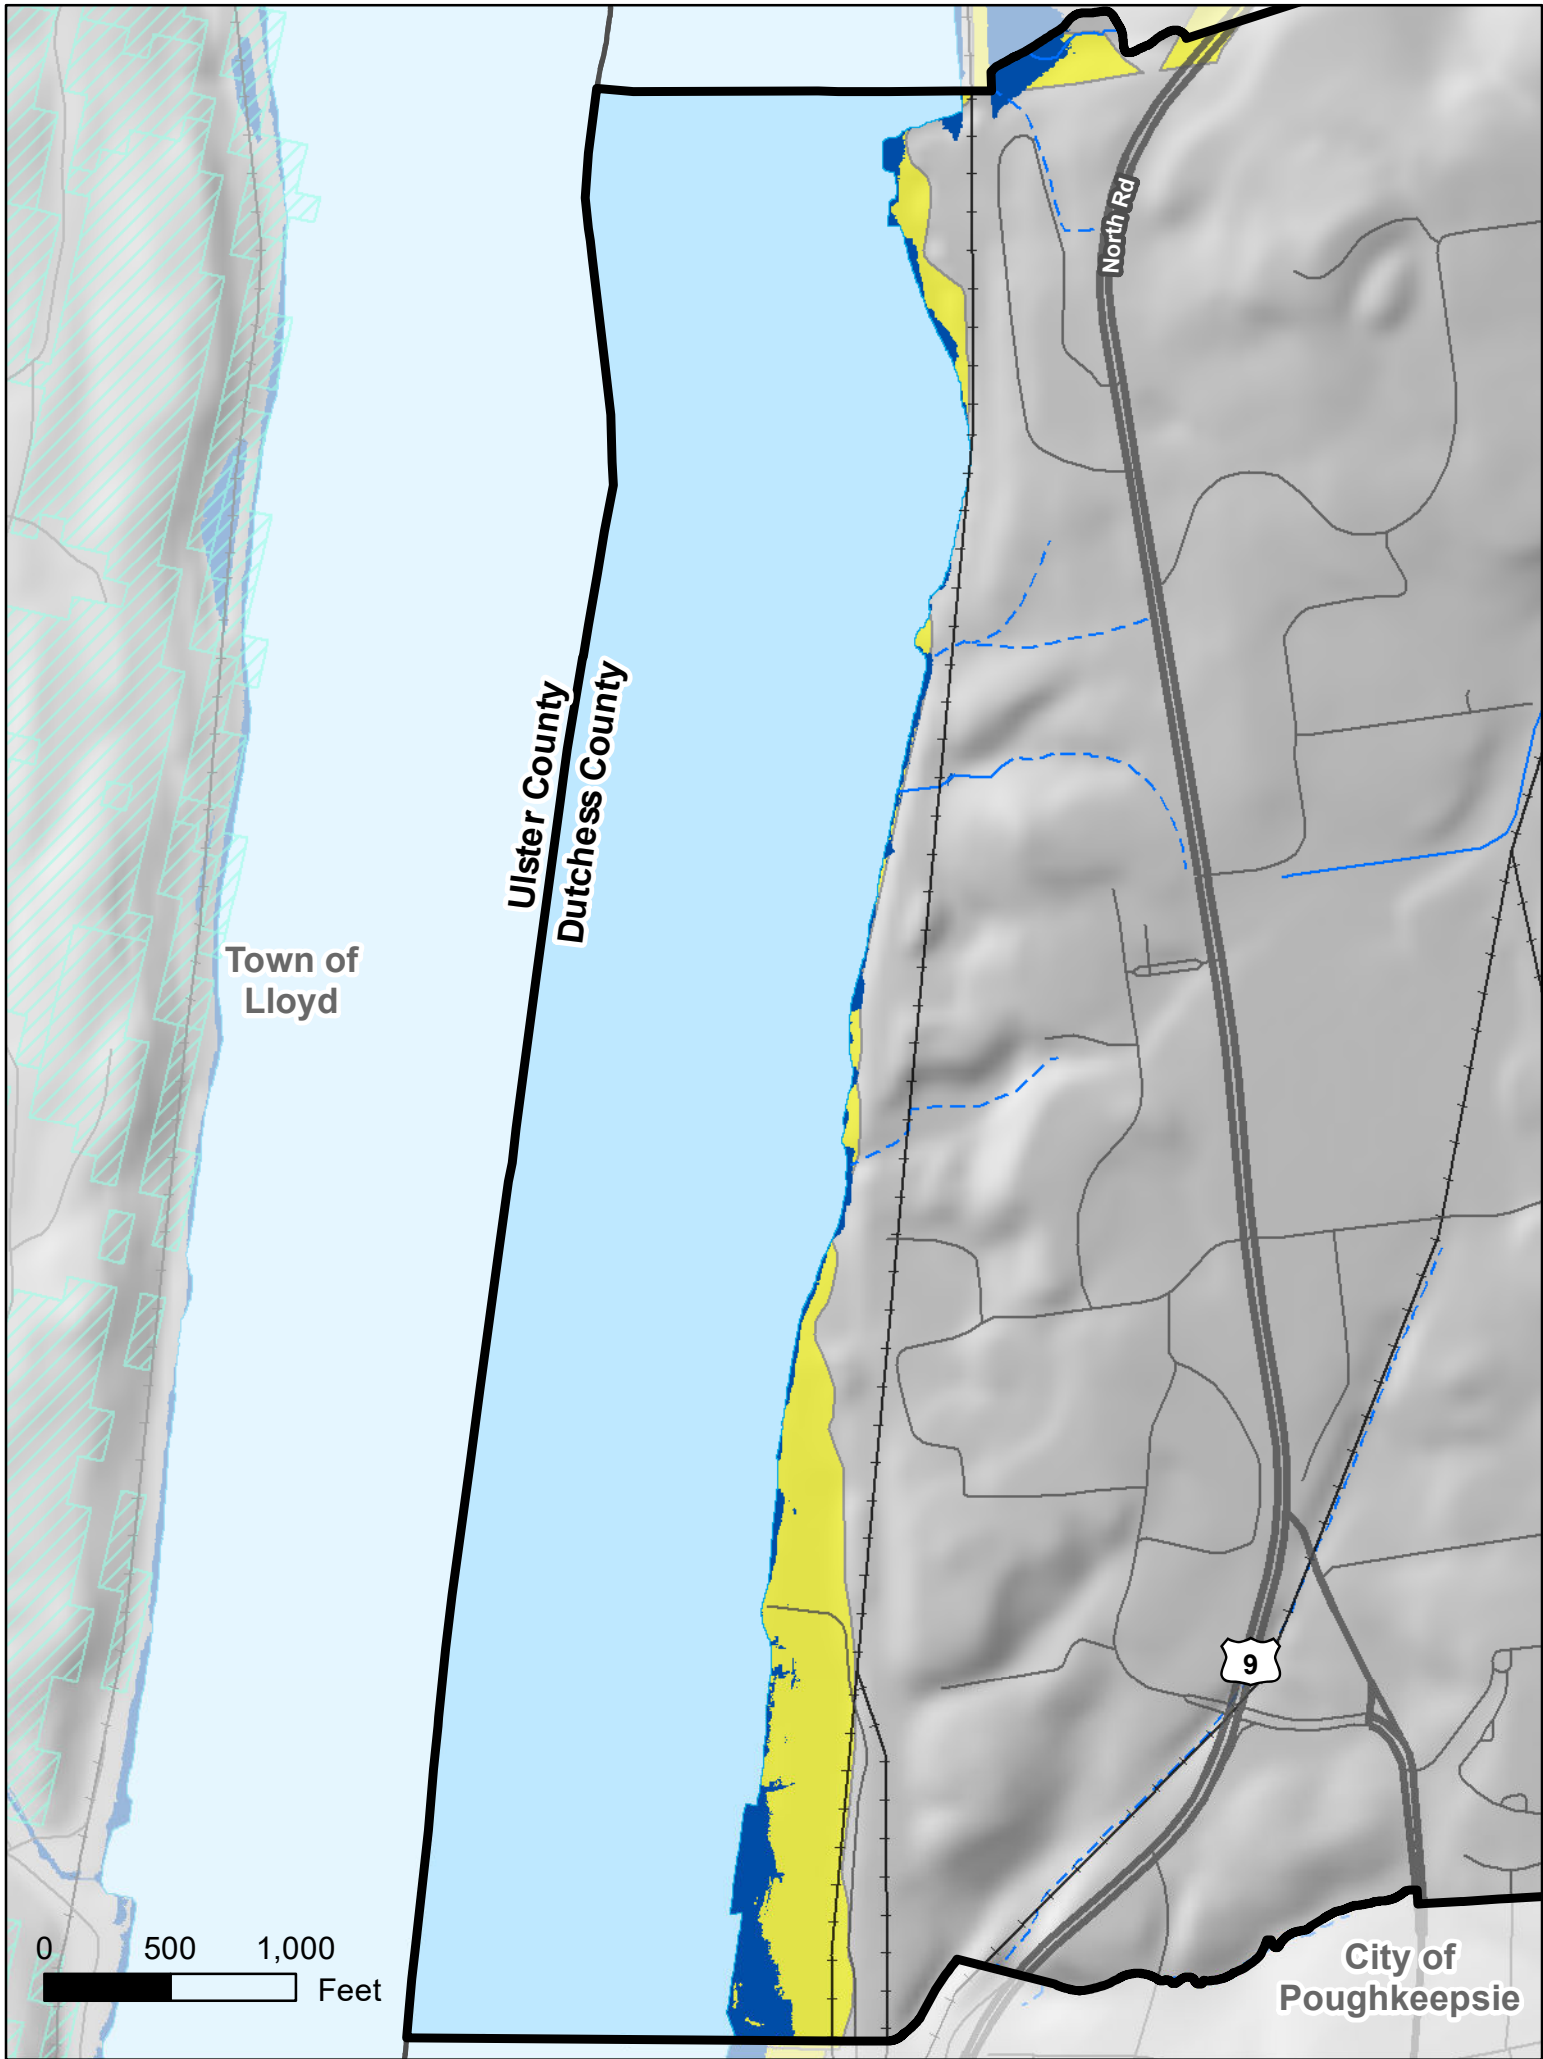 North Rd
Ulster County
Dutchess County
Town of
Lloyd
9
0 500 1,000
Feet
City of
Poughkeepsie